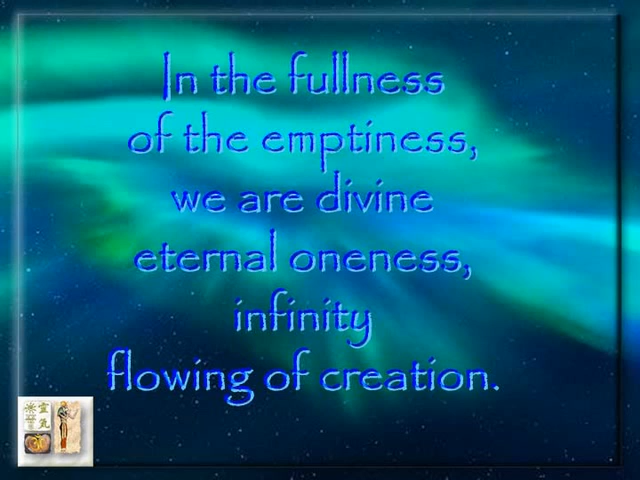 In the fullness
of the emptiness,
we are divine
eternal oneness,
infinity
flowing of creation.